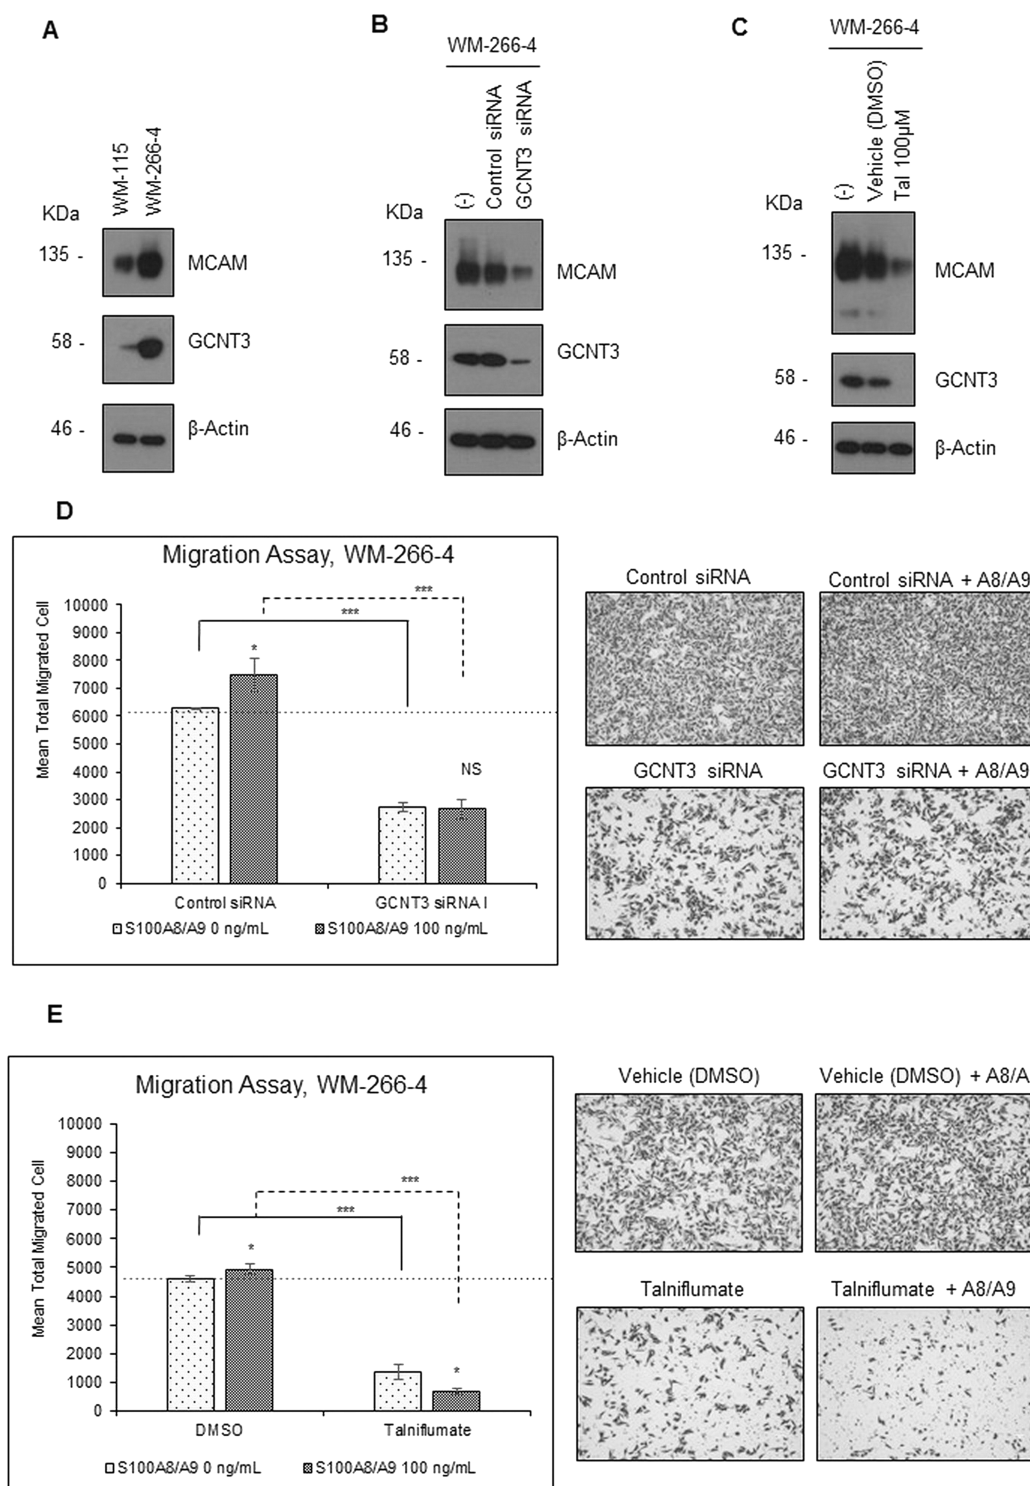 A
WM-115
WM-266-4
KDa
135 -
MCAM
58 -
GCNT3
46 -
β-Actin
B
WM-266-4
(-)
Control siRNA
GCNT3 siRNA
KDa
135 -
MCAM
58 -
GCNT3
46 -
β-Actin
C
WM-266-4
(-)
Vehicle (DMSO)
Tal 100µM
KDa
135 -
MCAM
58 -
GCNT3
46 -
β-Actin
D
Migration Assay, WM-266-4
Mean Total Migrated Cell
10000
9000
8000
7000
6000
5000
4000
3000
2000
1000
0
***
***
*
NS
Control siRNA
GCNT3 siRNA I
S100A8/A9 0 ng/mL
S100A8/A9 100 ng/mL
Control siRNA
Control siRNA + A8/A9
GCNT3 siRNA
GCNT3 siRNA + A8/A9
E
Migration Assay, WM-266-4
Mean Total Migrated Cell
10000
9000
8000
7000
6000
5000
4000
3000
2000
1000
0
***
***
*
*
DMSO
Talniflumate
S100A8/A9 0 ng/mL
S100A8/A9 100 ng/mL
Vehicle (DMSO)
Vehicle (DMSO) + A8/A
Talniflumate
Talniflumate + A8/A9